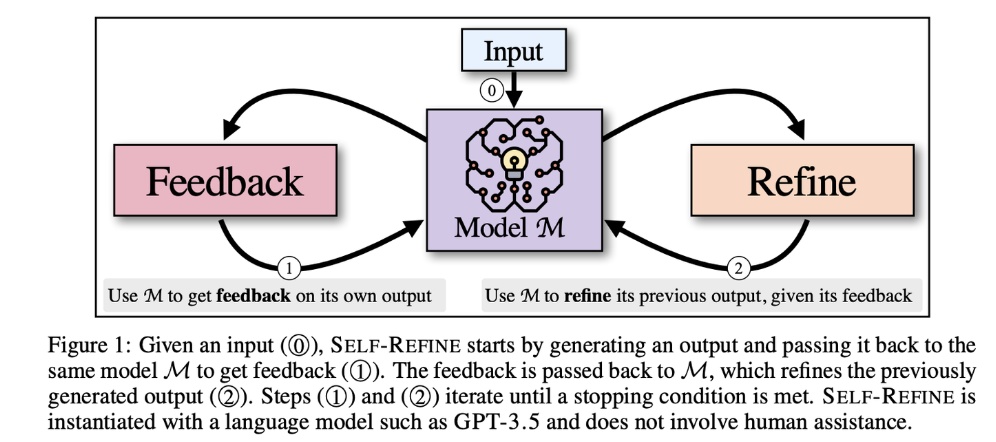 Input
⓪
Feedback
Model ℳ
Refine
①
②
Use ℳ to get feedback on its own output
Use ℳ to refine its previous output, given its feedback
Figure 1: Given an input (⓪), SELF-REFINE starts by generating an output and passing it back to the
same model ℳ to get feedback (①). The feedback is passed back to ℳ, which refines the previously
generated output (②). Steps (①) and (②) iterate until a stopping condition is met. SELF-REFINE is
instantiated with a language model such as GPT-3.5 and does not involve human assistance.